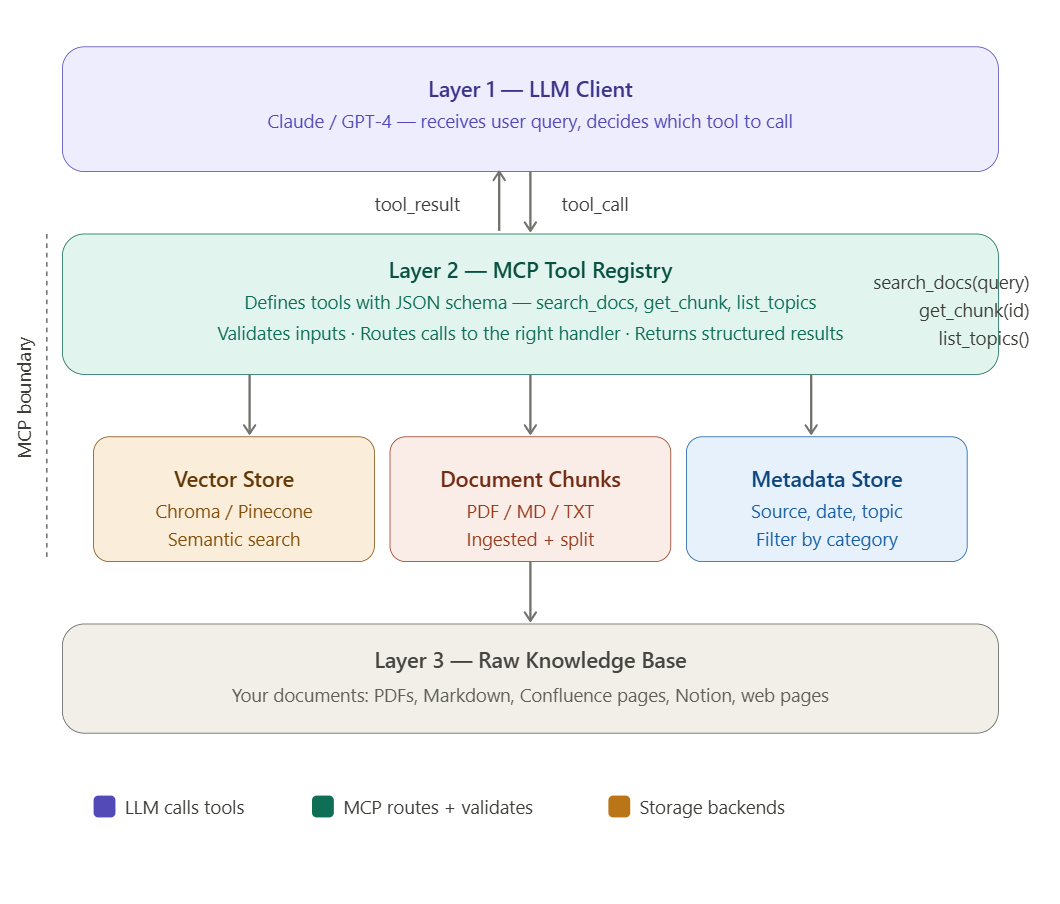 Layer 1 — LLM Client
Claude / GPT-4 — receives user query, decides which tool to call
tool_result
tool_call
Layer 2 — MCP Tool Registry
Defines tools with JSON schema — search_docs, get_chunk, list_topics
Validates inputs · Routes calls to the right handler · Returns structured results
search_docs(query)
get_chunk(id)
list_topics()
MCP boundary
Vector Store
Chroma / Pinecone
Semantic search
Document Chunks
PDF / MD / TXT
Ingested + split
Metadata Store
Source, date, topic
Filter by category
Layer 3 — Raw Knowledge Base
Your documents: PDFs, Markdown, Confluence pages, Notion, web pages
LLM calls tools
MCP routes + validates
Storage backends